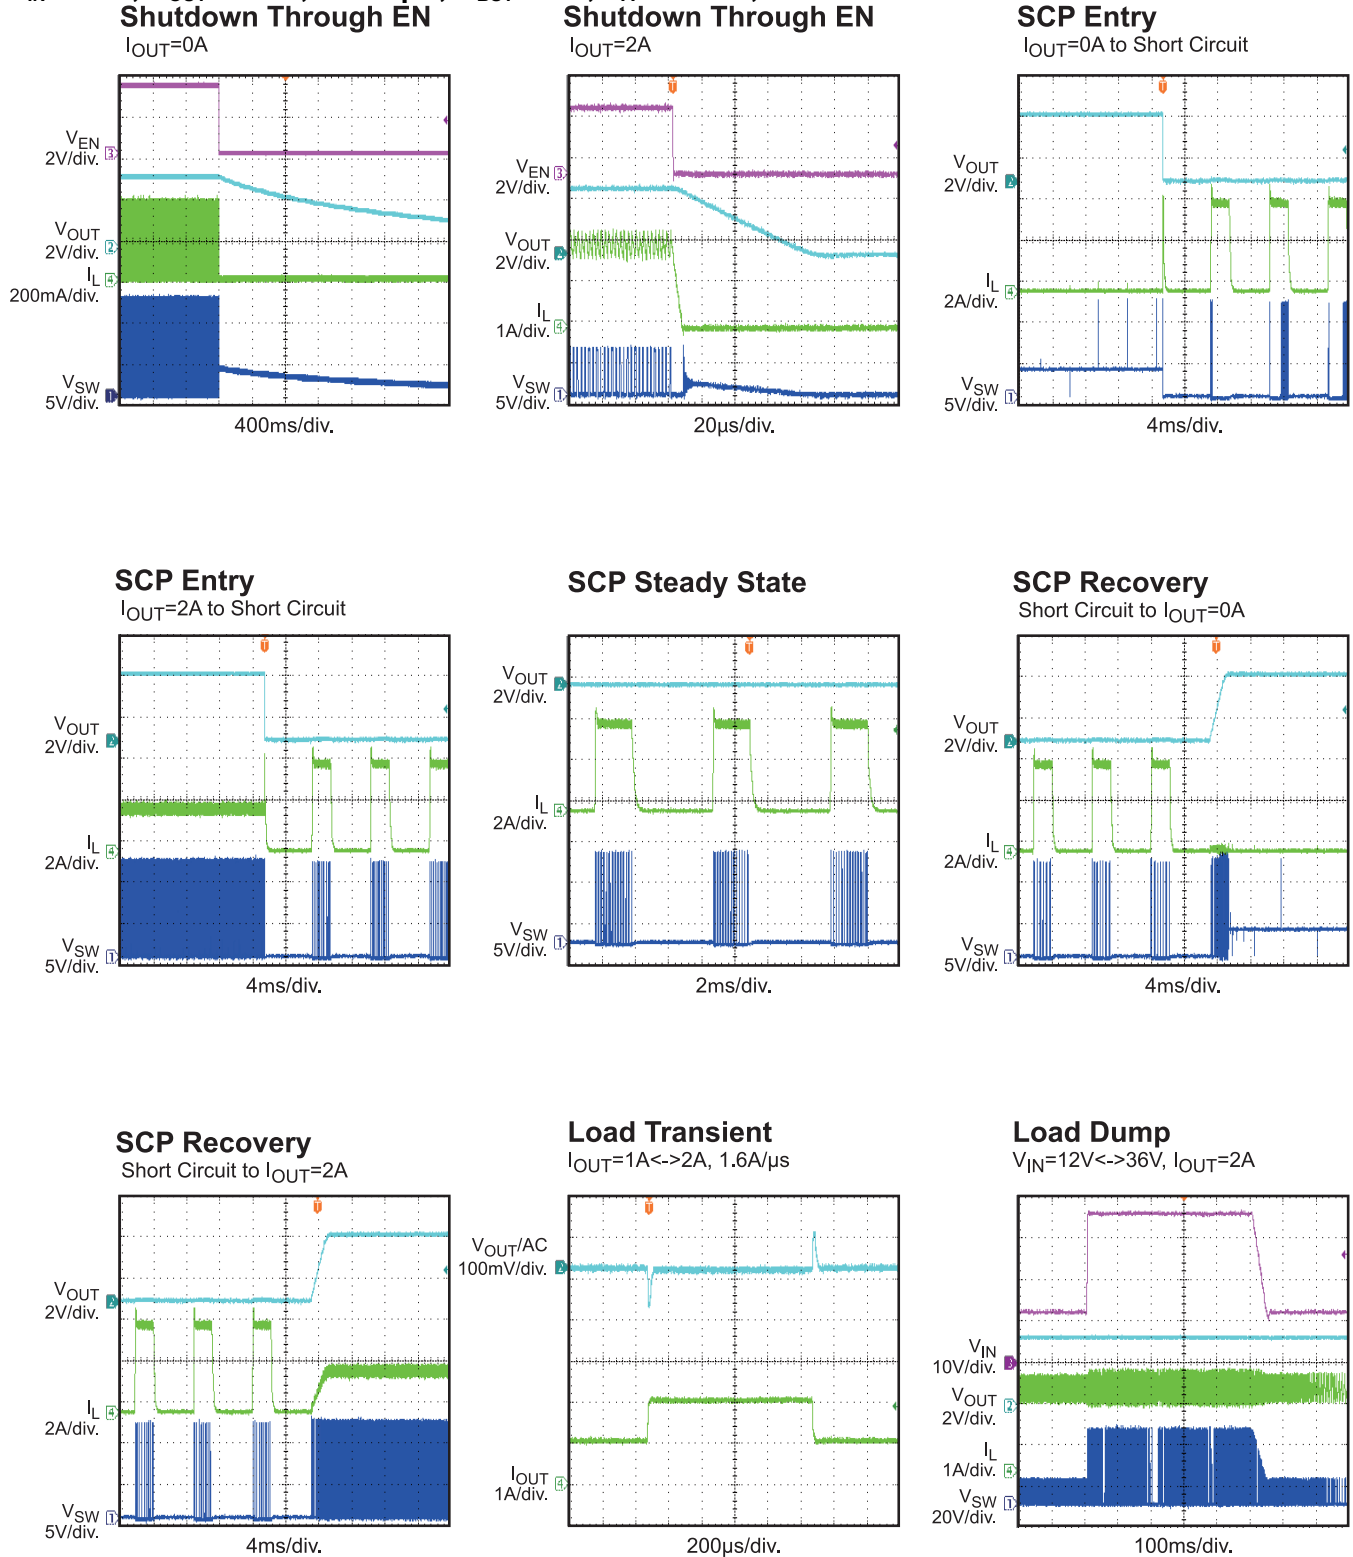 Shutdown Through EN
IOUT=0A
VEN
2V/div.
VOUT
2V/div.
IL
200mA/div.
VSW
5V/div.
400ms/div.
Shutdown Through EN
IOUT=2A
VEN
2V/div.
VOUT
2V/div.
IL
1A/div.
VSW
5V/div.
20µs/div.
SCP Entry
IOUT=0A to Short Circuit
VOUT
2V/div.
IL
2A/div.
VSW
5V/div.
4ms/div.
SCP Entry
IOUT=2A to Short Circuit
VOUT
2V/div.
IL
2A/div.
VSW
5V/div.
4ms/div.
SCP Steady State
VOUT
2V/div.
IL
2A/div.
VSW
5V/div.
2ms/div.
SCP Recovery
Short Circuit to IOUT=0A
VOUT
2V/div.
IL
2A/div.
VSW
5V/div.
4ms/div.
SCP Recovery
Short Circuit to IOUT=2A
VOUT
2V/div.
IL
2A/div.
VSW
5V/div.
4ms/div.
Load Transient
IOUT=1A<->2A, 1.6A/µs
VOUT/AC
100mV/div.
IOUT
1A/div.
200µs/div.
Load Dump
VIN=12V<->36V, IOUT=2A
VIN
10V/div.
VOUT
2V/div.
IL
1A/div.
VSW
20V/div.
100ms/div.